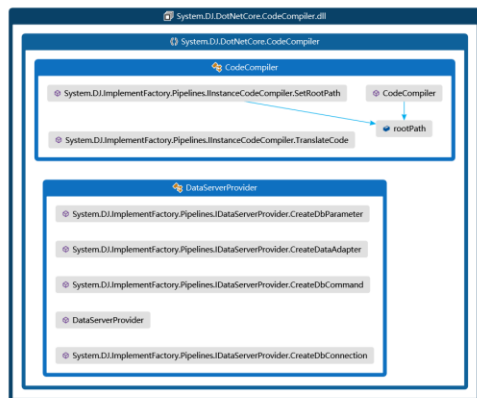 System.DJ.DotNetCore.CodeCompiler.dll
System.DJ.DotNetCore.CodeCompiler
CodeCompiler
System.DJ.ImplementFactory.Pipelines.IInstanceCodeCompiler.SetRootPath
CodeCompiler
rootPath
System.DJ.ImplementFactory.Pipelines.IInstanceCodeCompiler.TranslateCode
DataServerProvider
System.DJ.ImplementFactory.Pipelines.IDataServerProvider.CreateDbParameter
System.DJ.ImplementFactory.Pipelines.IDataServerProvider.CreateDataAdapter
System.DJ.ImplementFactory.Pipelines.IDataServerProvider.CreateDbCommand
DataServerProvider
System.DJ.ImplementFactory.Pipelines.IDataServerProvider.CreateDbConnection